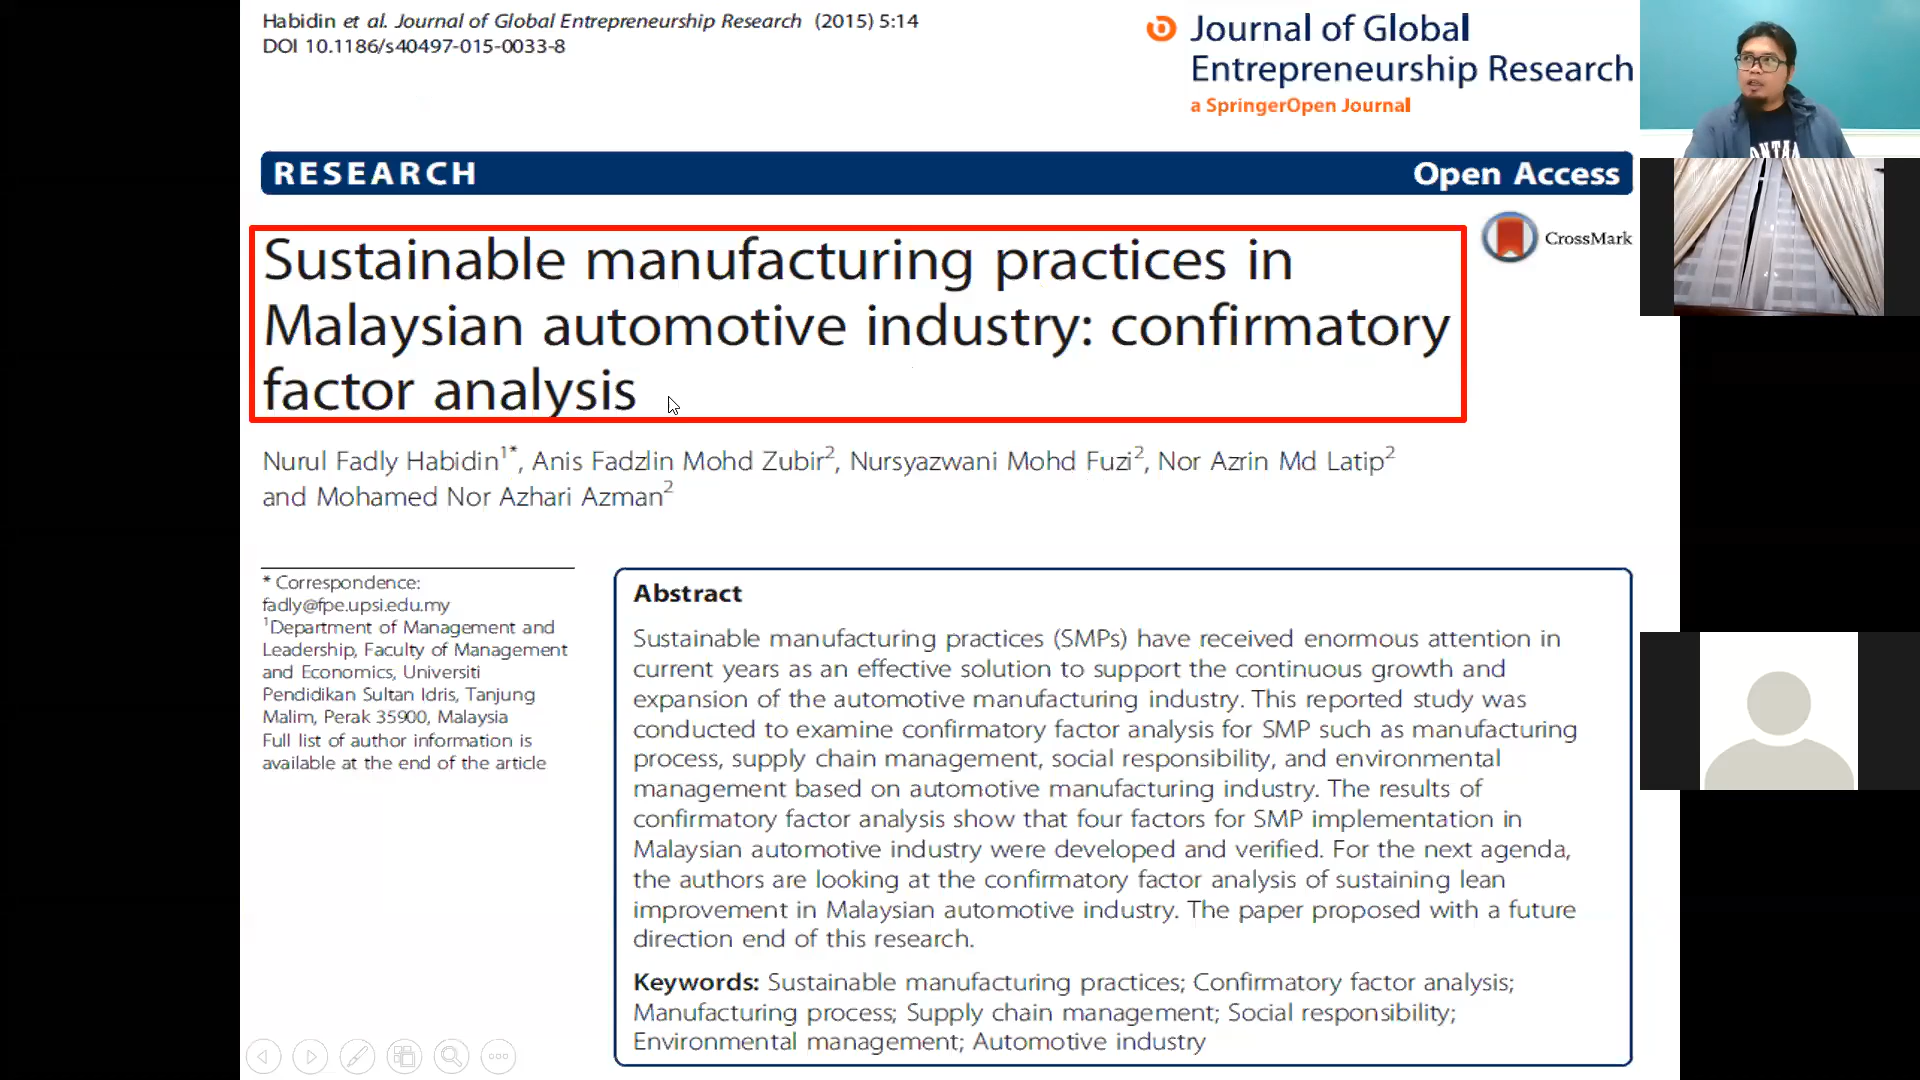 Habidin et al. Journal of Global Entrepreneurship Research (2015) 5:14
DOI 10.1186/s40497-015-0033-8
Journal of Global
Entrepreneurship Research
a SpringerOpen Journal
RESEARCH
Open Access
CrossMark
Sustainable manufacturing practices in
Malaysian automotive industry: confirmatory
factor analysis
Nurul Fadly Habidin1*, Anis Fadzlin Mohd Zubir2, Nursyazwani Mohd Fuzi2, Nor Azrin Md Latip2
and Mohamed Nor Azhari Azman2
* Correspondence:
fadly@fpe.upsi.edu.my
1Department of Management and
Leadership, Faculty of Management
and Economics, Universiti
Pendidikan Sultan Idris, Tanjung
Malim, Perak 35900, Malaysia
Full list of author information is
available at the end of the article
Abstract
Sustainable manufacturing practices (SMPs) have received enormous attention in
current years as an effective solution to support the continuous growth and
expansion of the automotive manufacturing industry. This reported study was
conducted to examine confirmatory factor analysis for SMP such as manufacturing
process, supply chain management, social responsibility, and environmental
management based on automotive manufacturing industry. The results of
confirmatory factor analysis show that four factors for SMP implementation in
Malaysian automotive industry were developed and verified. For the next agenda,
the authors are looking at the confirmatory factor analysis of sustaining lean
improvement in Malaysian automotive industry. The paper proposed with a future
direction end of this research.
Keywords: Sustainable manufacturing practices; Confirmatory factor analysis;
Manufacturing process; Supply chain management; Social responsibility;
Environmental management; Automotive industry